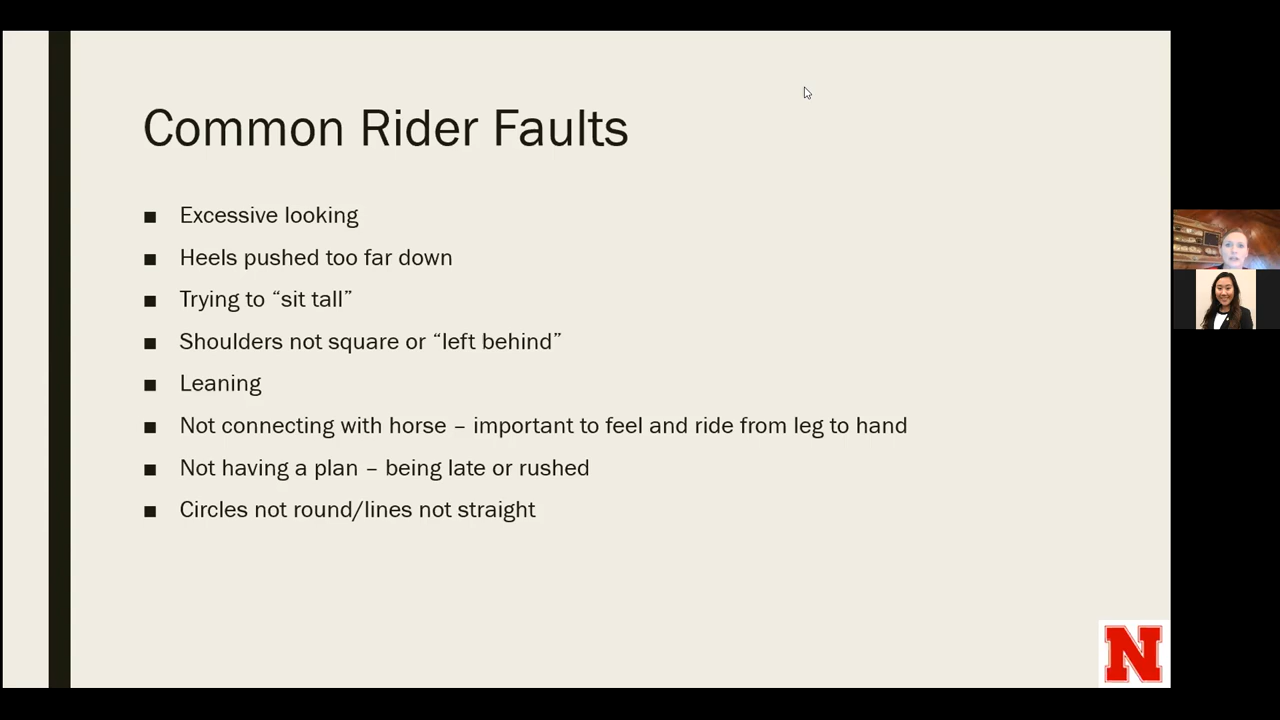 Common Rider Faults
■ Excessive looking
■ Heels pushed too far down
■ Trying to “sit tall”
■ Shoulders not square or “left behind”
■ Leaning
■ Not connecting with horse – important to feel and ride from leg to hand
■ Not having a plan – being late or rushed
■ Circles not round/lines not straight
N